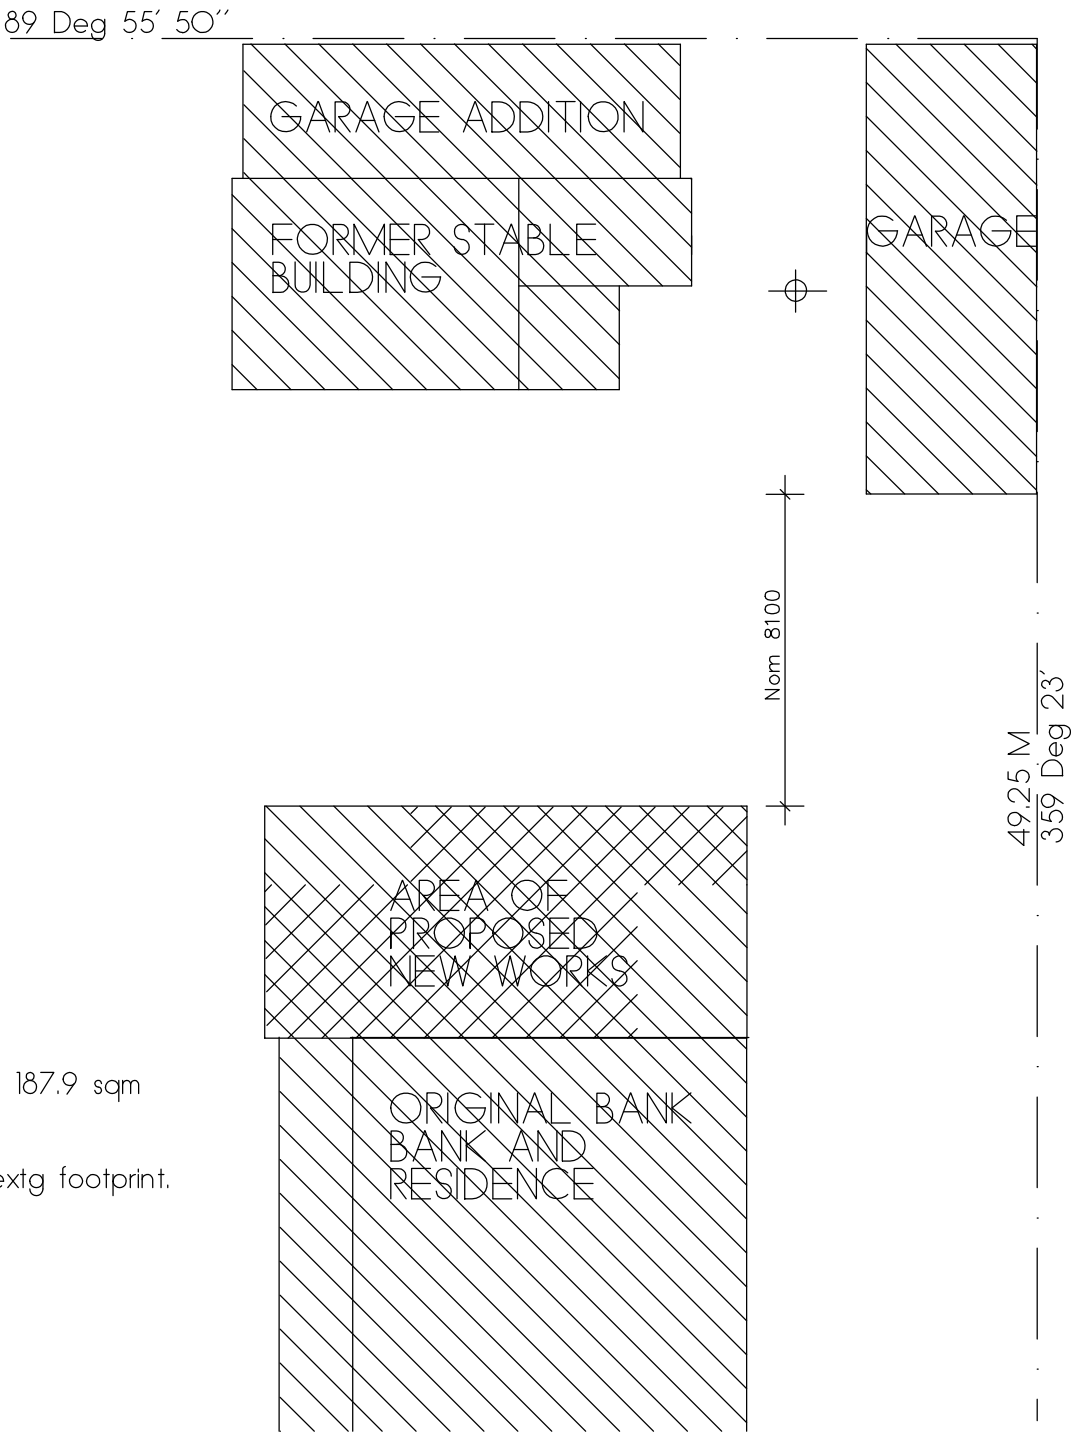 89 Deg 55' 50''
GARAGE ADDITION
FORMER STABLE
BUILDING
GARAGE
Nom 8100
49.25 M
359 Deg 23'
AREA OF
PROPOSED
NEW WORKS
187.9 sqm
extg footprint.
ORIGINAL BANK
BANK AND
RESIDENCE